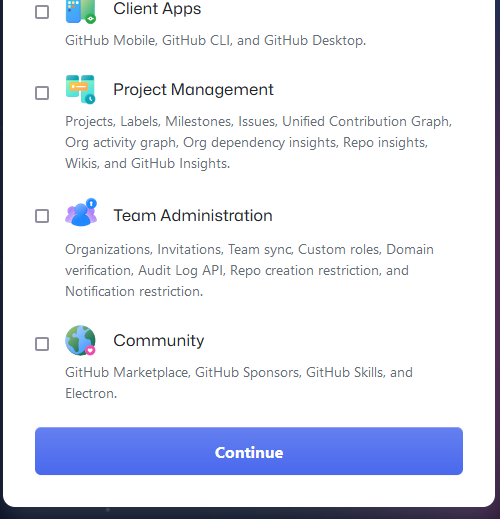 Client Apps
GitHub Mobile, GitHub CLI, and GitHub Desktop.
Project Management
Projects, Labels, Milestones, Issues, Unified Contribution Graph,
Org activity graph, Org dependency insights, Repo insights,
Wikis, and GitHub Insights.
Team Administration
Organizations, Invitations, Team sync, Custom roles, Domain
verification, Audit Log API, Repo creation restriction, and
Notification restriction.
Community
GitHub Marketplace, GitHub Sponsors, GitHub Skills, and
Electron.
Continue